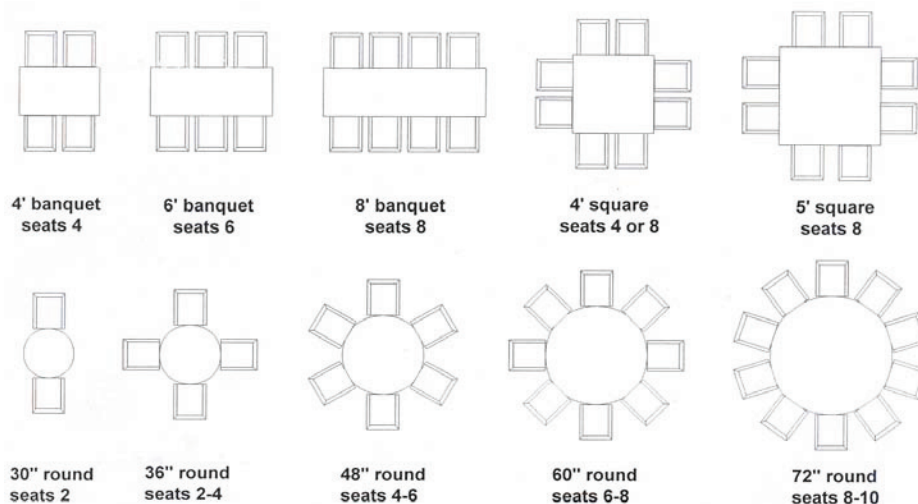 4' banquet
seats 4
6' banquet
seats 6
8' banquet
seats 8
4' square
seats 4 or 8
5' square
seats 8
30" round
seats 2
36" round
seats 2-4
48" round
seats 4-6
60" round
seats 6-8
72" round
seats 8-10